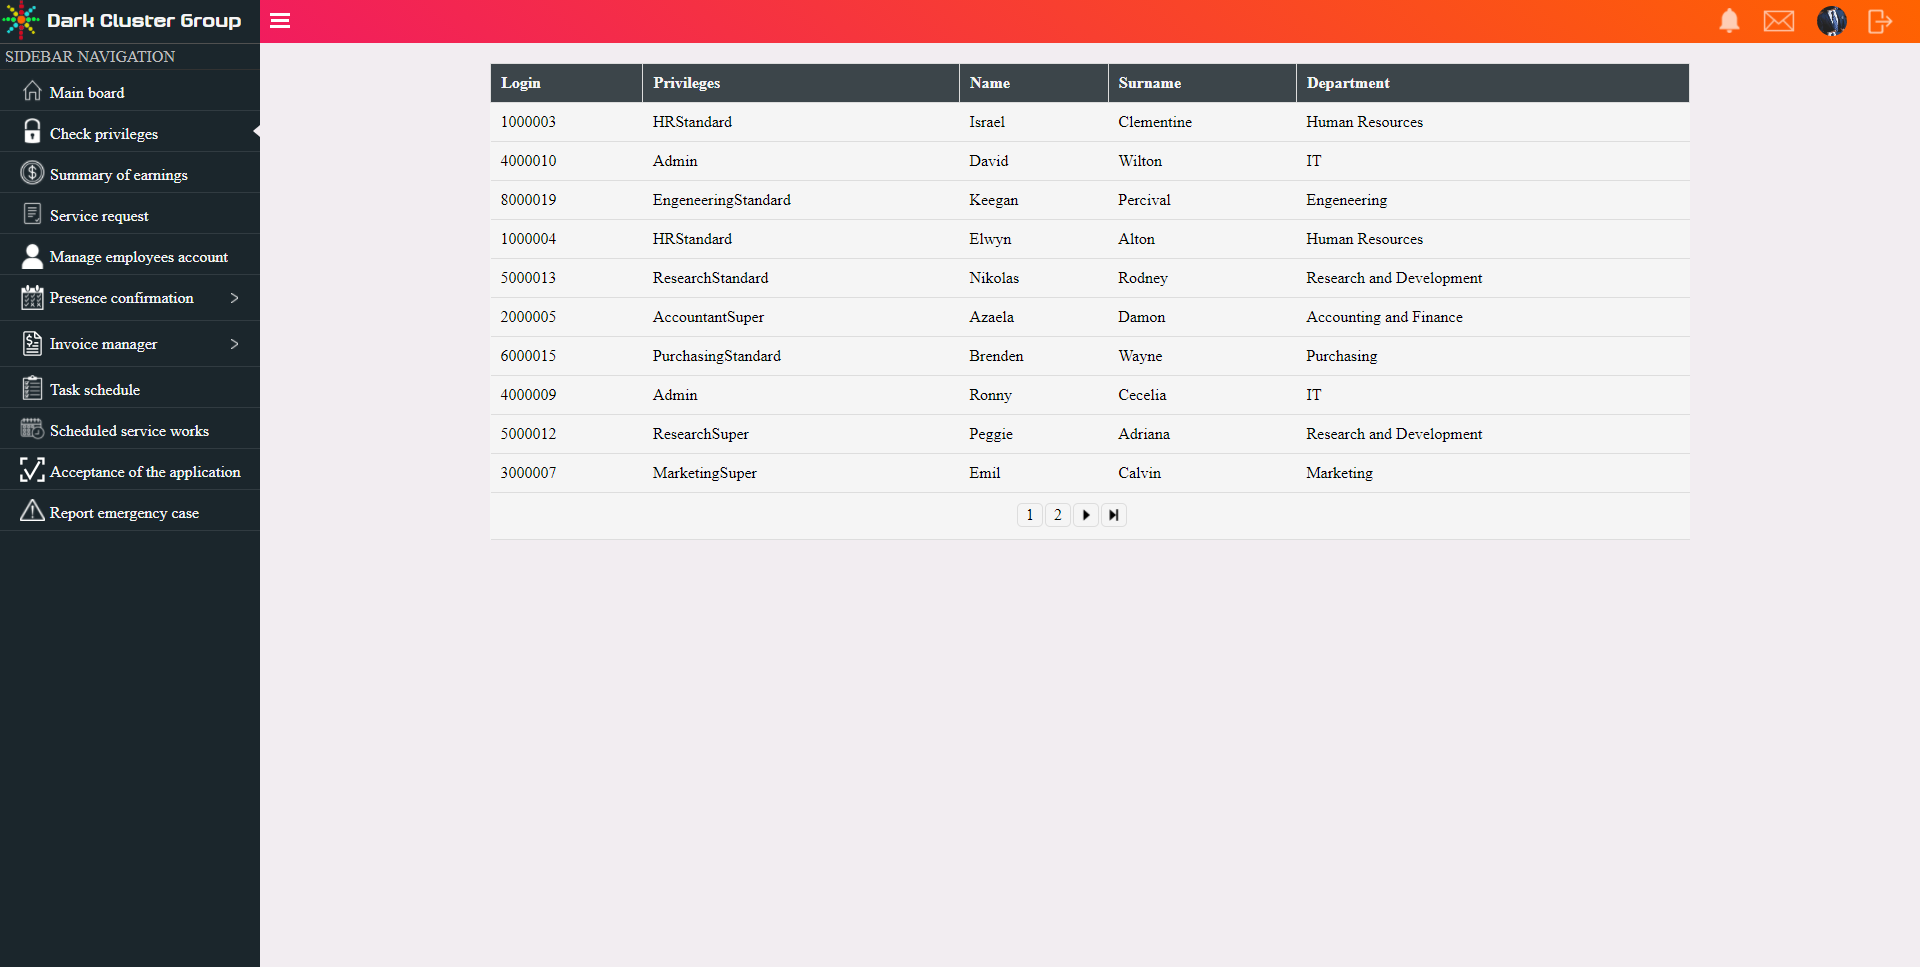 Dark Cluster Group
SIDEBAR NAVIGATION
Main board
Check privileges
Summary of earnings
Service request
Manage employees account
Presence confirmation >
Invoice manager >
Task schedule
Scheduled service works
Acceptance of the application
Report emergency case
Login Privileges Name Surname Department
1000003 HRStandard Israel Clementine Human Resources
4000010 Admin David Wilton IT
8000019 EngeneeringStandard Keegan Percival Engeneering
1000004 HRStandard Elwyn Alton Human Resources
5000013 ResearchStandard Nikolas Rodney Research and Development
2000005 AccountantSuper Azaela Damon Accounting and Finance
6000015 PurchasingStandard Brenden Wayne Purchasing
4000009 Admin Ronny Cecelia IT
5000012 ResearchSuper Peggie Adriana Research and Development
3000007 MarketingSuper Emil Calvin Marketing
1 2